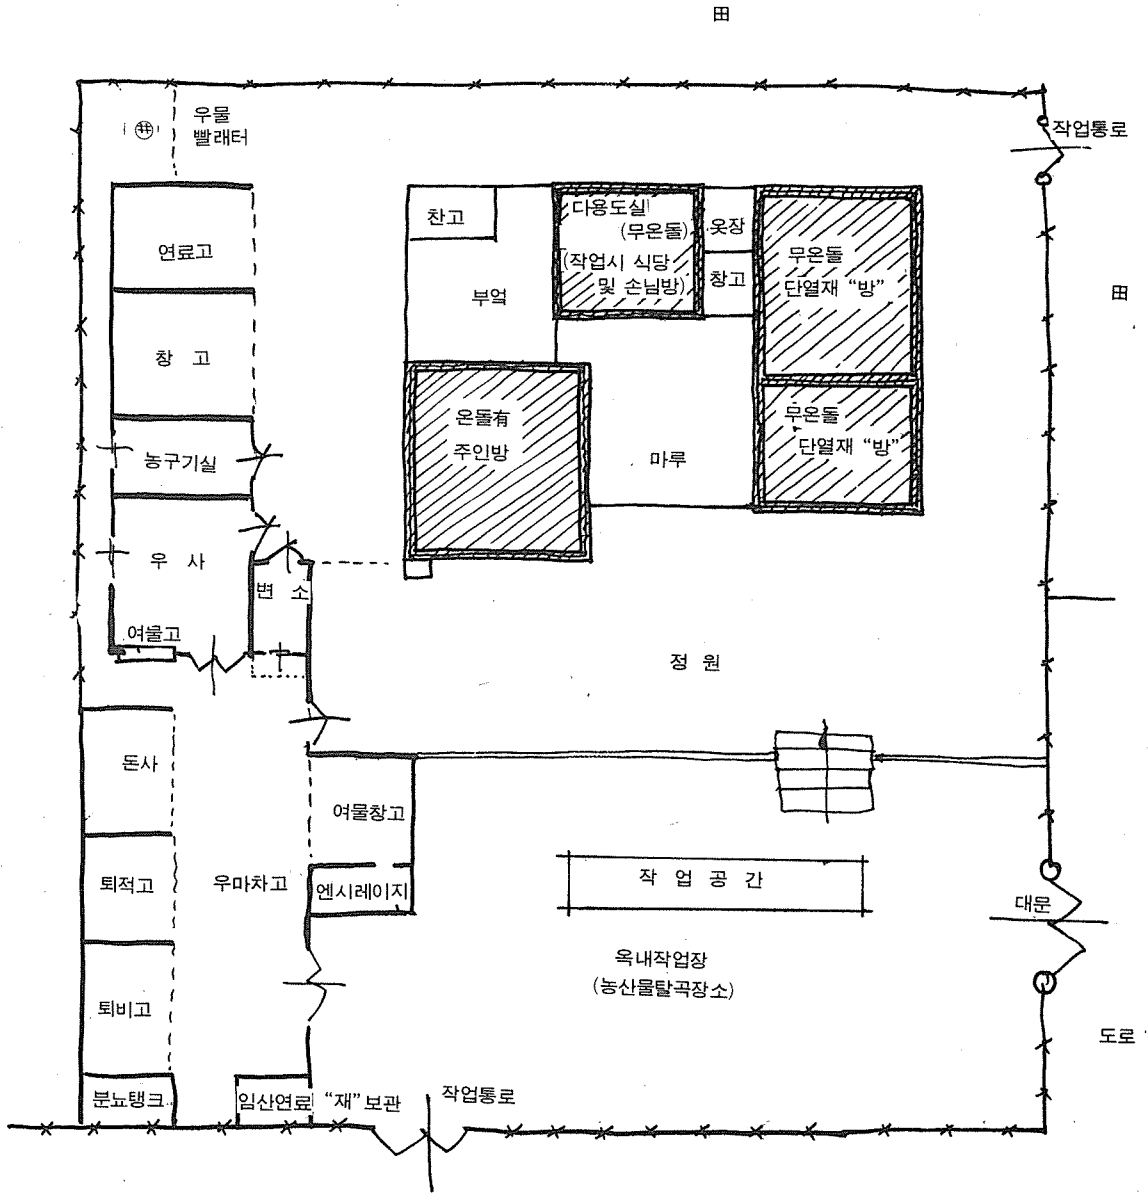 田
우물
빨래터
井
작업통로
찬고
다용도실
(무온돌)
(작업시 식당
및 손님방)
옷장
창고
무온돌
단열재 “방”
연료고
부엌
田
창 고
온돌有
주인방
무온돌
단열재 “방”
농구기실
마루
우 사
변 소
여물고
정 원
돈사
여물창고
퇴적고
우마차고
엔시레이지
작 업 공 간
대문
옥내작업장
(농산물탈곡장소)
퇴비고
도로
분뇨탱크
임산연료
“재” 보관
작업통로